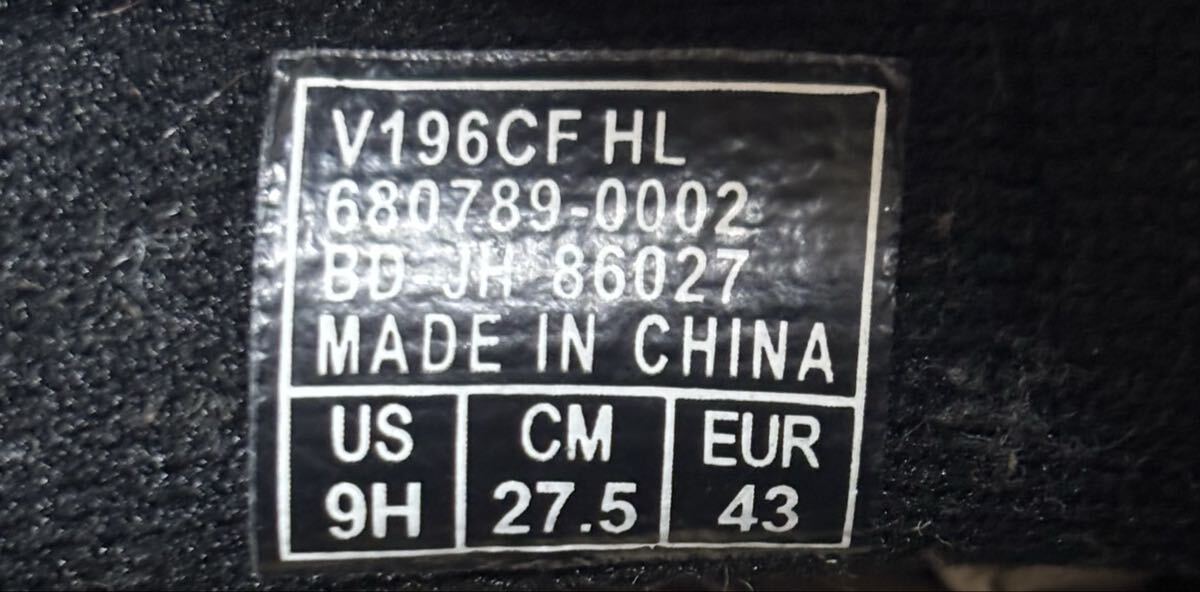 V196CF HL
680789-0002
BD-JH 86027
MADE IN CHINA
US CM EUR
9H 27.5 43